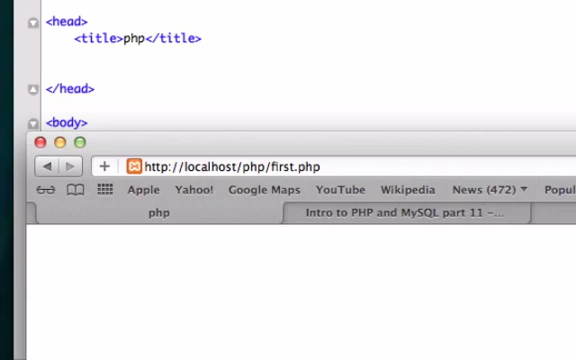 <head>
<title>php</title>
</head>
<body>
http://localhost/php/first.php
Apple Yahoo! Google Maps YouTube Wikipedia News (472) Popul
php Intro to PHP and MySQL part 11 –...